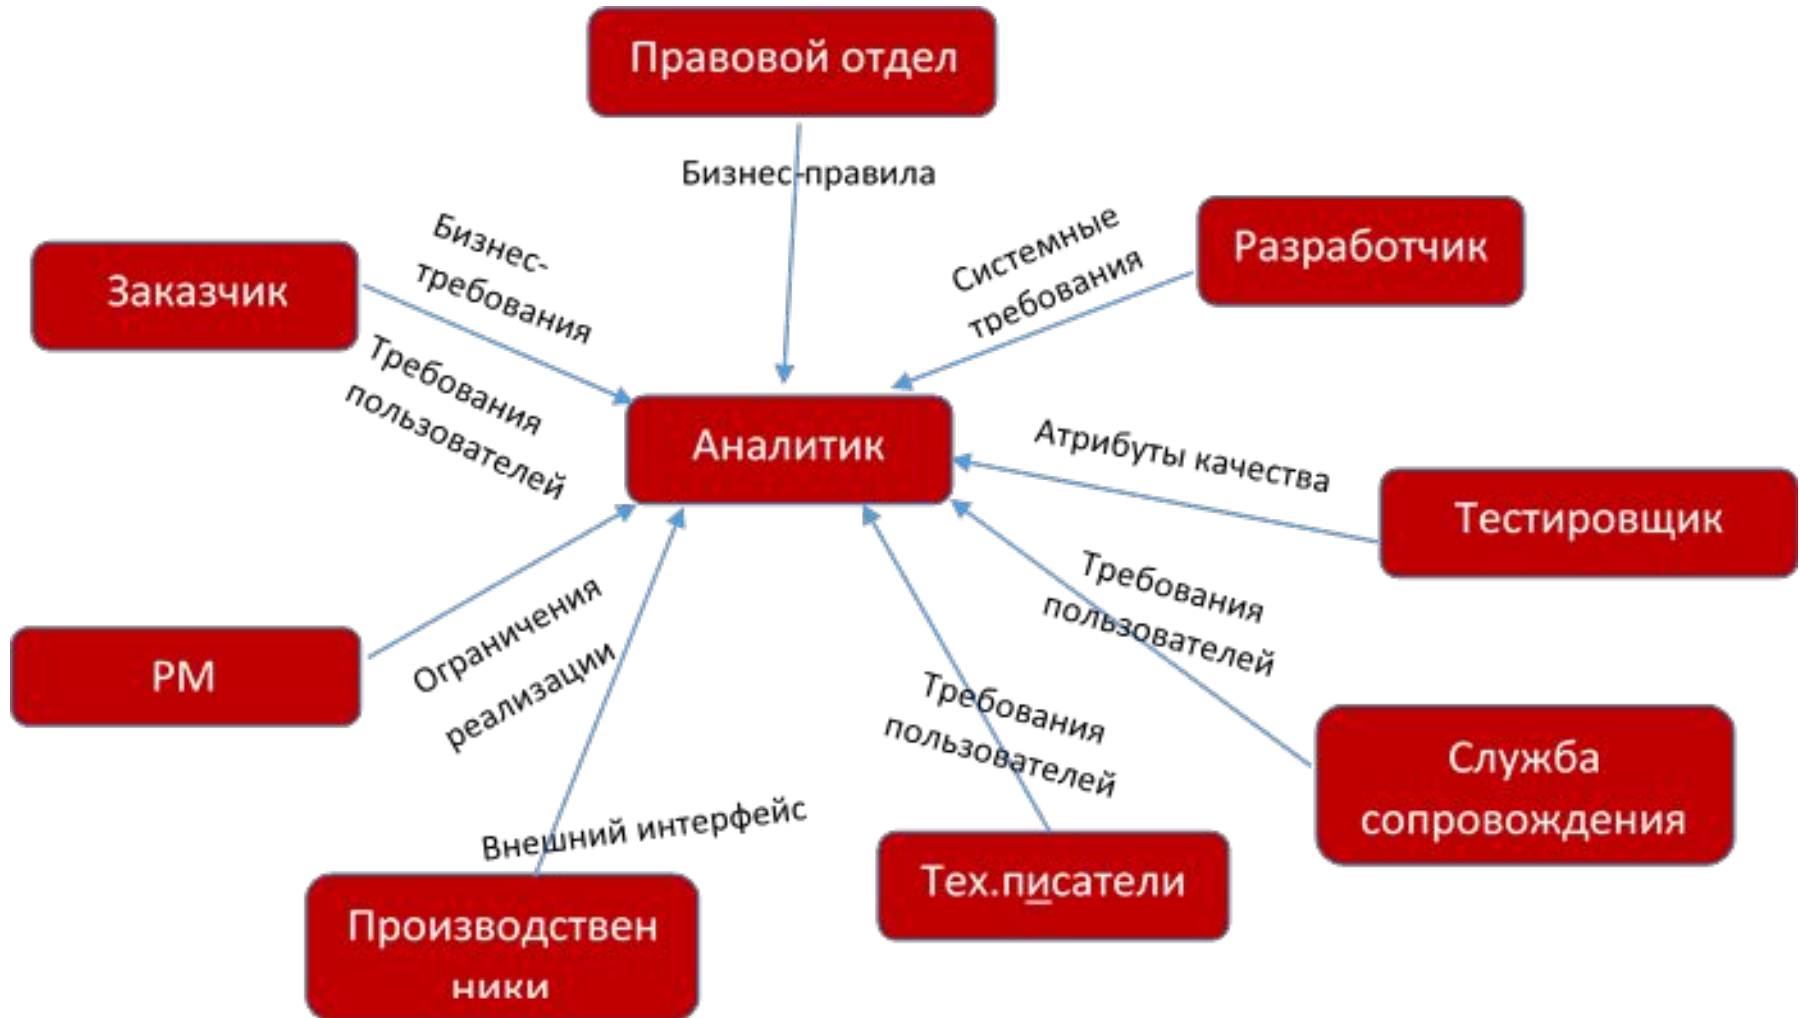 Правовой отдел
Бизнес-правила
Системные
требования
Разработчик
Бизнес-
требования
Заказчик
Требования
пользователей
Аналитик
Атрибуты качества
Тестировщик
Требования
пользователей
РМ
Ограничения
реализации
Требования
пользователей
Служба
сопровождения
Внешний интерфейс
Тех.писатели
Производствен
ники